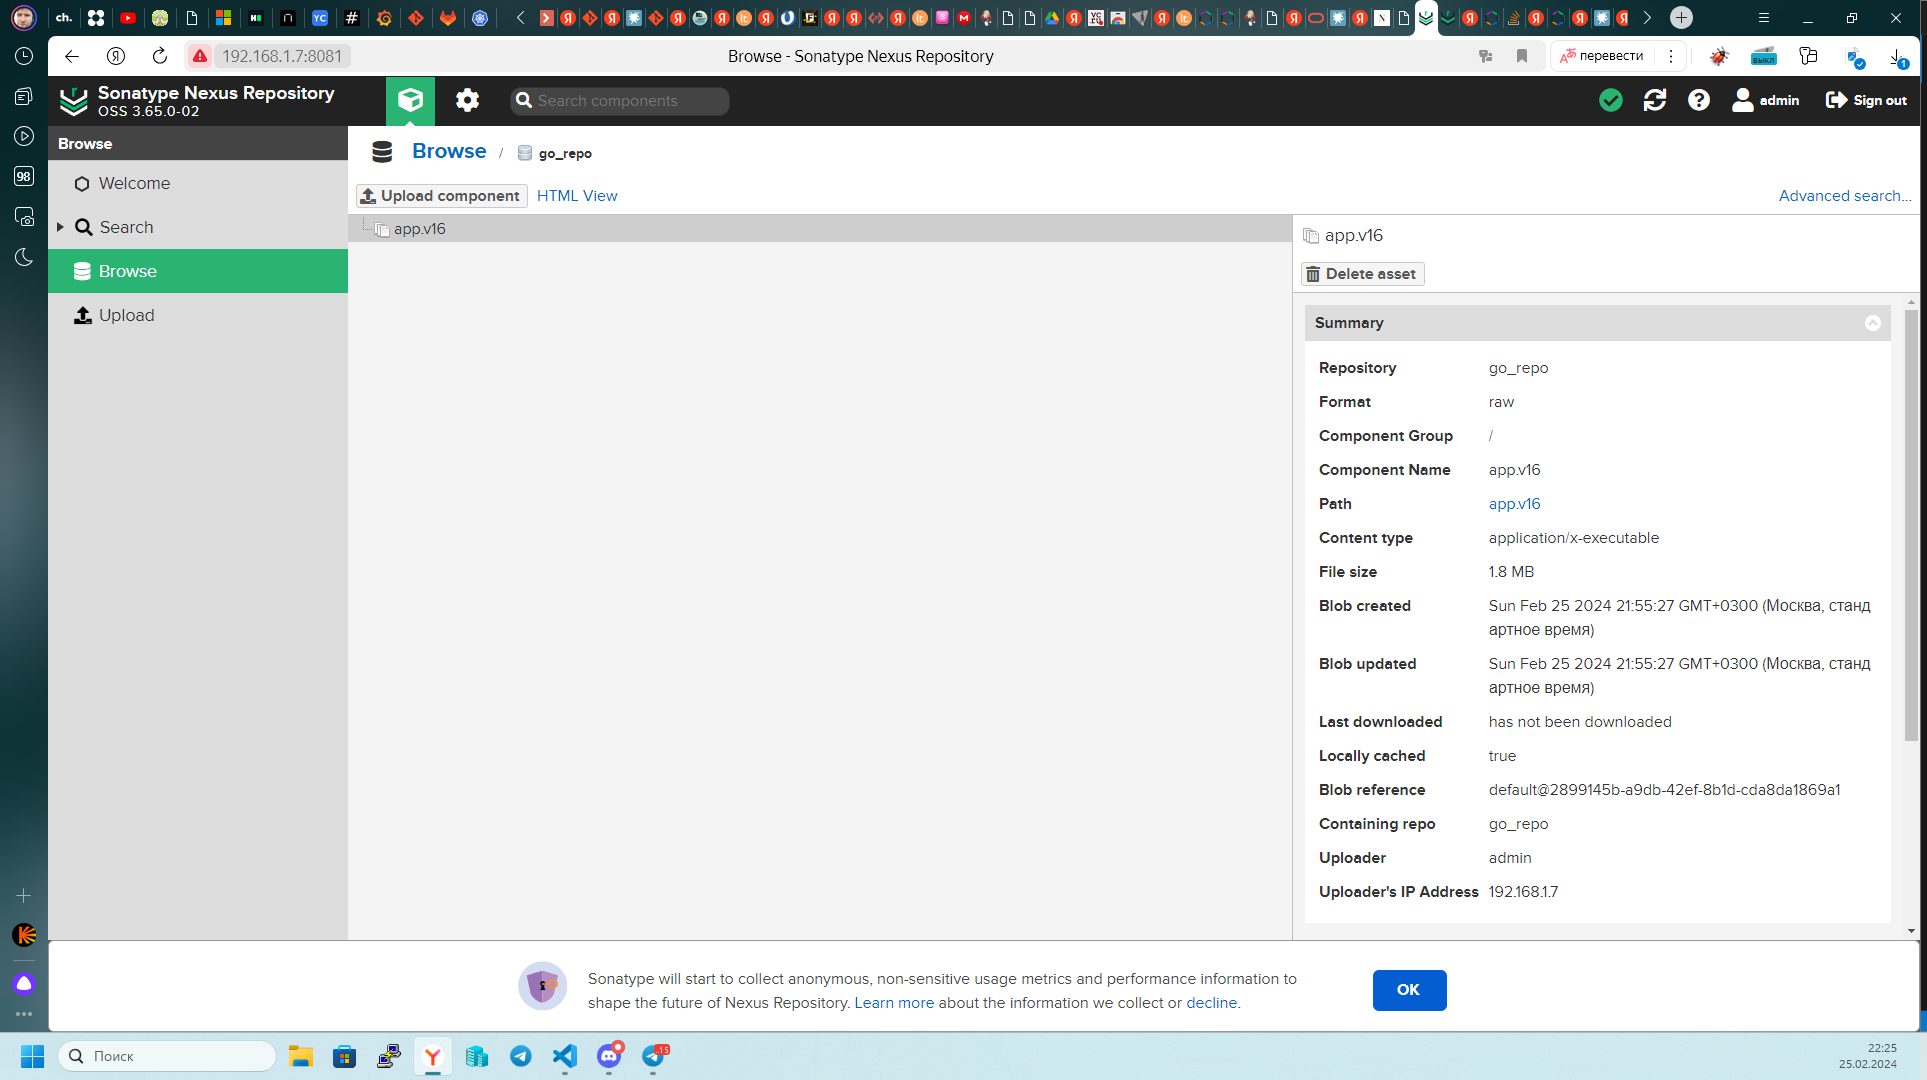 192.168.1.7:8081
Browse - Sonatype Nexus Repository
перевести
ВЫКЛ
1
98
Sonatype Nexus Repository
OSS 3.65.0-02
Search components
admin
Sign out
Browse
Welcome
Search
Browse
Upload
Browse / go_repo
Upload component
HTML View
Advanced search...
app.v16
app.v16
Delete asset
Summary
Repository go_repo
Format raw
Component Group /
Component Name app.v16
Path app.v16
Content type application/x-executable
File size 1.8 MB
Blob created Sun Feb 25 2024 21:55:27 GMT+0300 (Москва, станд
артное время)
Blob updated Sun Feb 25 2024 21:55:27 GMT+0300 (Москва, станд
артное время)
Last downloaded has not been downloaded
Locally cached true
Blob reference default@2899145b-a9db-42ef-8b1d-cda8da1869a1
Containing repo go_repo
Uploader admin
Uploader's IP Address 192.168.1.7
Sonatype will start to collect anonymous, non-sensitive usage metrics and performance information to
shape the future of Nexus Repository. Learn more about the information we collect or decline.
OK
Поиск
22:25
25.02.2024